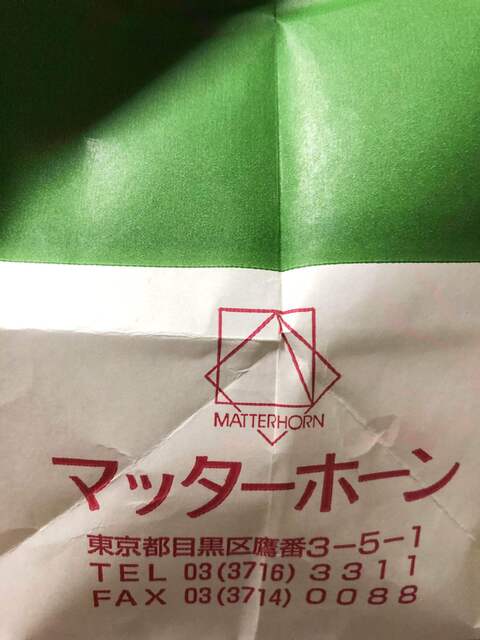 MATTERHORN
マッターホーン
東京都目黒区鷹番3-5-1
TEL 03(3716)3311
FAX 03(3714)0088